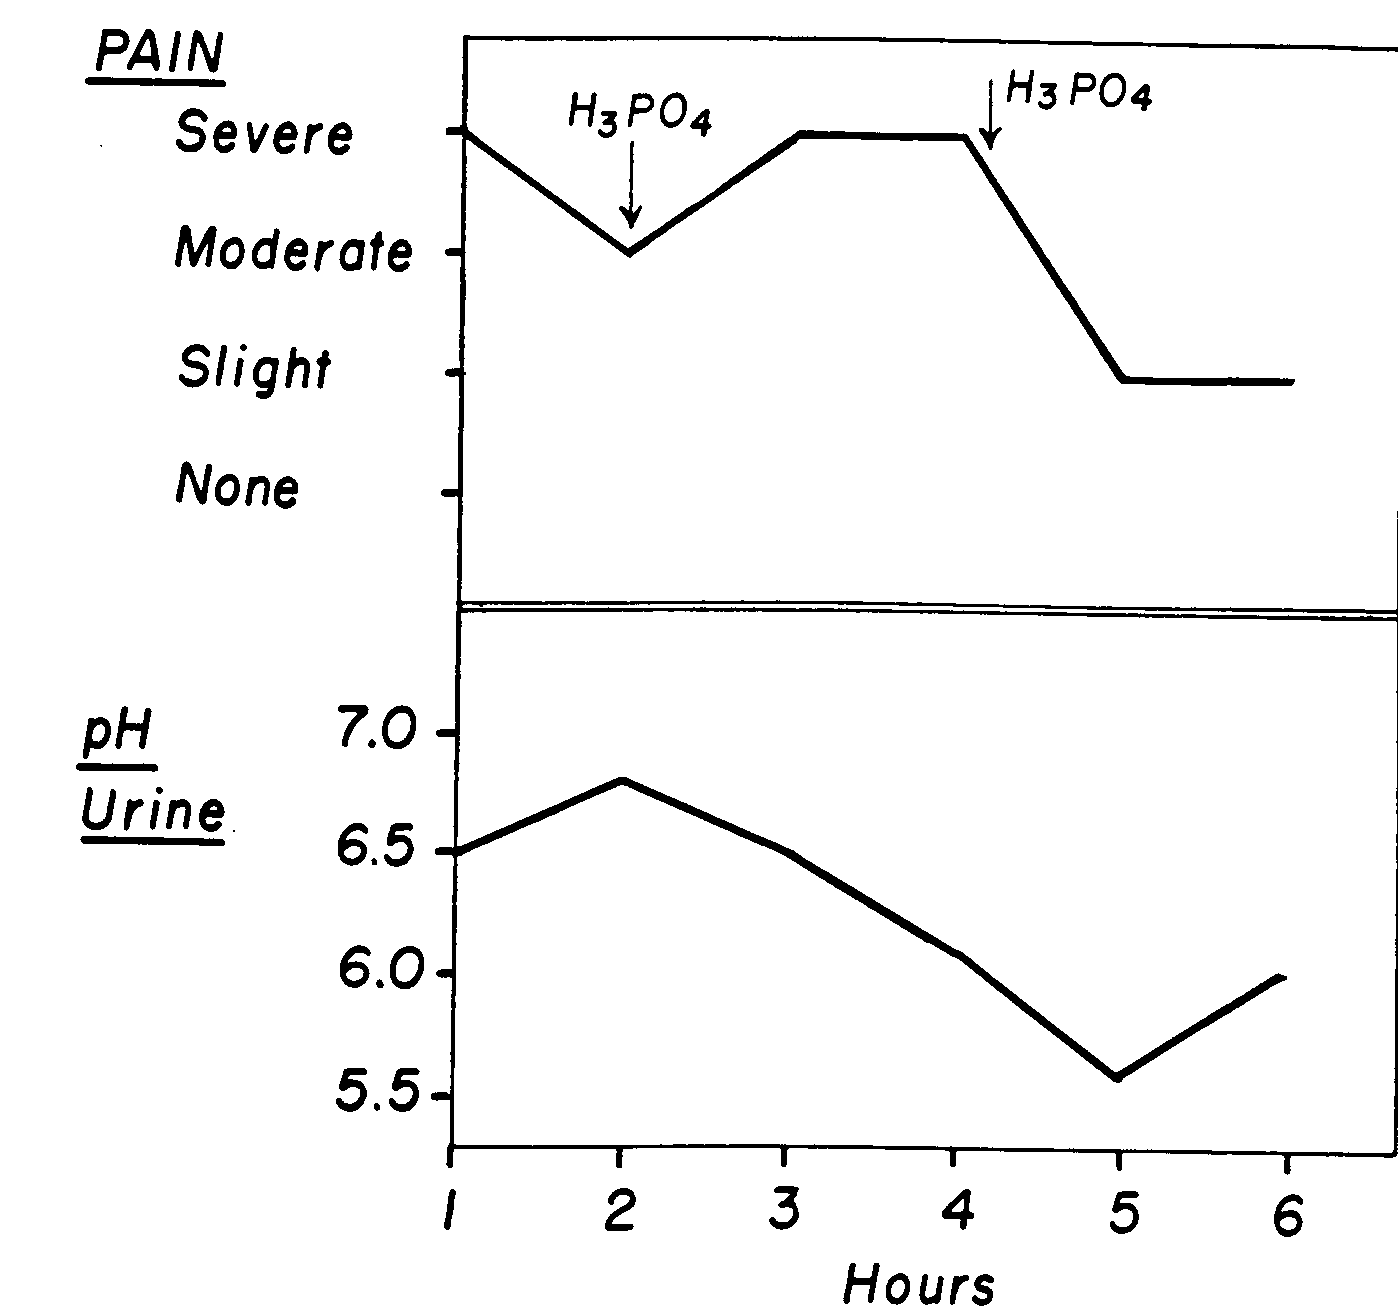 PAIN
Severe
H₃PO₄
H₃PO₄
Moderate
Slight
None
pH
Urine
7.0
6.5
6.0
5.5
1 2 3 4 5 6
Hours